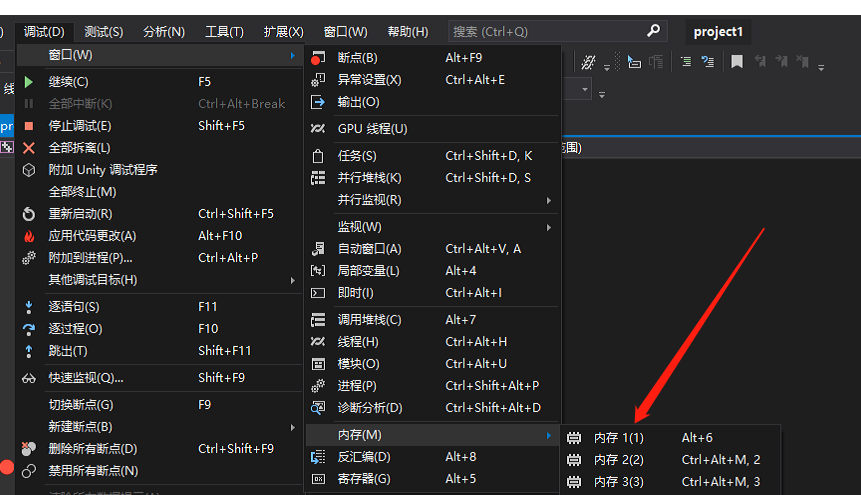 调试(D) 测试(S) 分析(N) 工具(T) 扩展(X) 窗口(W) 帮助(H) 搜索 (Ctrl+Q) project1
窗口(W)
继续(C) F5
全部中断(K) Ctrl+Alt+Break
停止调试(E) Shift+F5
全部拆离(L)
附加 Unity 调试程序
全部终止(M)
重新启动(R) Ctrl+Shift+F5
应用代码更改(A) Alt+F10
附加到进程(P)... Ctrl+Alt+P
其他调试目标(H)
逐语句(S) F11
逐过程(O) F10
跳出(T) Shift+F11
快速监视(Q)... Shift+F9
切换断点(G) F9
新建断点(B)
删除所有断点(D) Ctrl+Shift+F9
禁用所有断点(N)
断点(B) Alt+F9
异常设置(X) Ctrl+Alt+E
输出(O)
GPU 线程(U)
任务(S) Ctrl+Shift+D, K
并行堆栈(K) Ctrl+Shift+D, S
并行监视(R)
监视(W)
自动窗口(A) Ctrl+Alt+V, A
局部变量(L) Alt+4
即时(I) Ctrl+Alt+I
调用堆栈(C) Alt+7
线程(H) Ctrl+Alt+H
模块(O) Ctrl+Alt+U
进程(P) Ctrl+Shift+Alt+P
诊断分析(D) Ctrl+Shift+Alt+D
内存(M)
反汇编(D) Alt+8
寄存器(G) Alt+5
内存 1(1) Alt+6
内存 2(2) Ctrl+Alt+M, 2
内存 3(3) Ctrl+Alt+M, 3
线
pr
围)